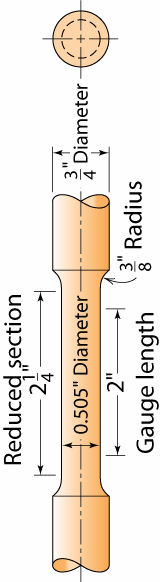 3/4" Diameter
3/8" Radius
Reduced section
2 1/4"
0.505" Diameter
2"
Gauge length